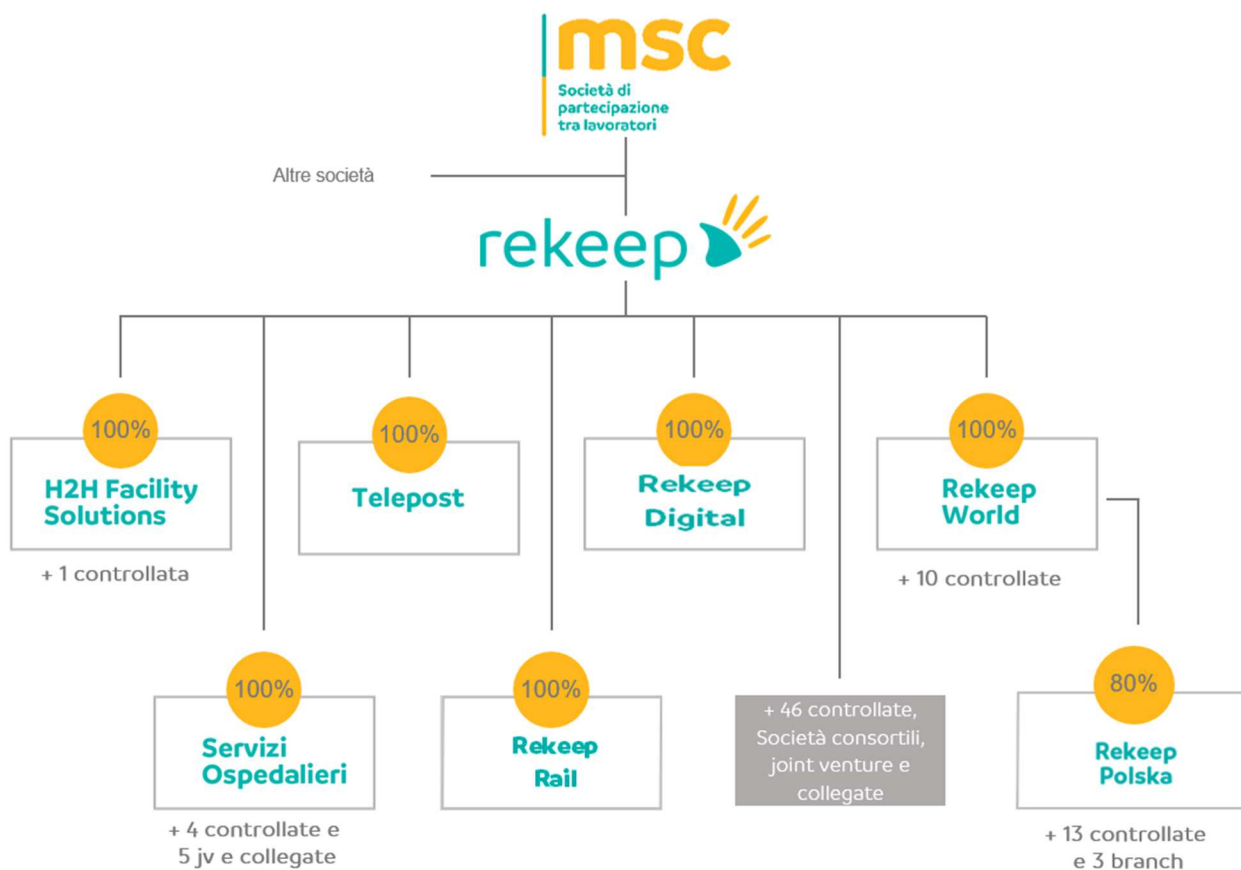 msc
Società di
partecipazione
tra lavoratori
Altre società
rekeep
100%
H2H Facility
Solutions
+ 1 controllata
100%
Telepost
100%
Rekeep
Digital
100%
Rekeep
World
+ 10 controllate
100%
Servizi
Ospedalieri
+ 4 controllate e
5 jv e collegate
100%
Rekeep
Rail
+ 46 controllate,
Società consortili,
joint venture e
collegate
80%
Rekeep
Polska
+ 13 controllate
e 3 branch